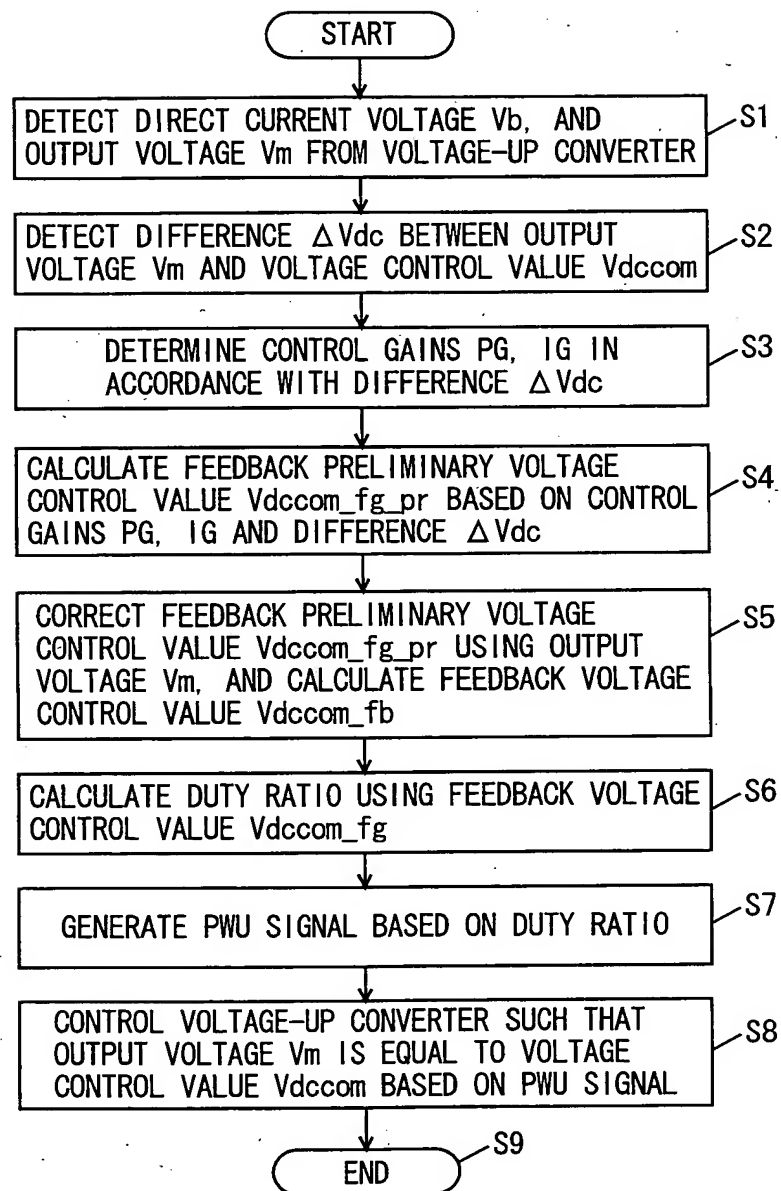 START
DETECT DIRECT CURRENT VOLTAGE Vb, AND
OUTPUT VOLTAGE Vm FROM VOLTAGE-UP CONVERTER
S1
DETECT DIFFERENCE ΔVdc BETWEEN OUTPUT
VOLTAGE Vm AND VOLTAGE CONTROL VALUE Vdccom
S2
DETERMINE CONTROL GAINS PG, IG IN
ACCORDANCE WITH DIFFERENCE ΔVdc
S3
CALCULATE FEEDBACK PRELIMINARY VOLTAGE
CONTROL VALUE Vdccom_fg_pr BASED ON CONTROL
GAINS PG, IG AND DIFFERENCE ΔVdc
S4
CORRECT FEEDBACK PRELIMINARY VOLTAGE
CONTROL VALUE Vdccom_fg_pr USING OUTPUT
VOLTAGE Vm, AND CALCULATE FEEDBACK VOLTAGE
CONTROL VALUE Vdccom_fb
S5
CALCULATE DUTY RATIO USING FEEDBACK VOLTAGE
CONTROL VALUE Vdccom_fg
S6
GENERATE PWU SIGNAL BASED ON DUTY RATIO
S7
CONTROL VOLTAGE-UP CONVERTER SUCH THAT
OUTPUT VOLTAGE Vm IS EQUAL TO VOLTAGE
CONTROL VALUE Vdccom BASED ON PWU SIGNAL
S8
END
S9